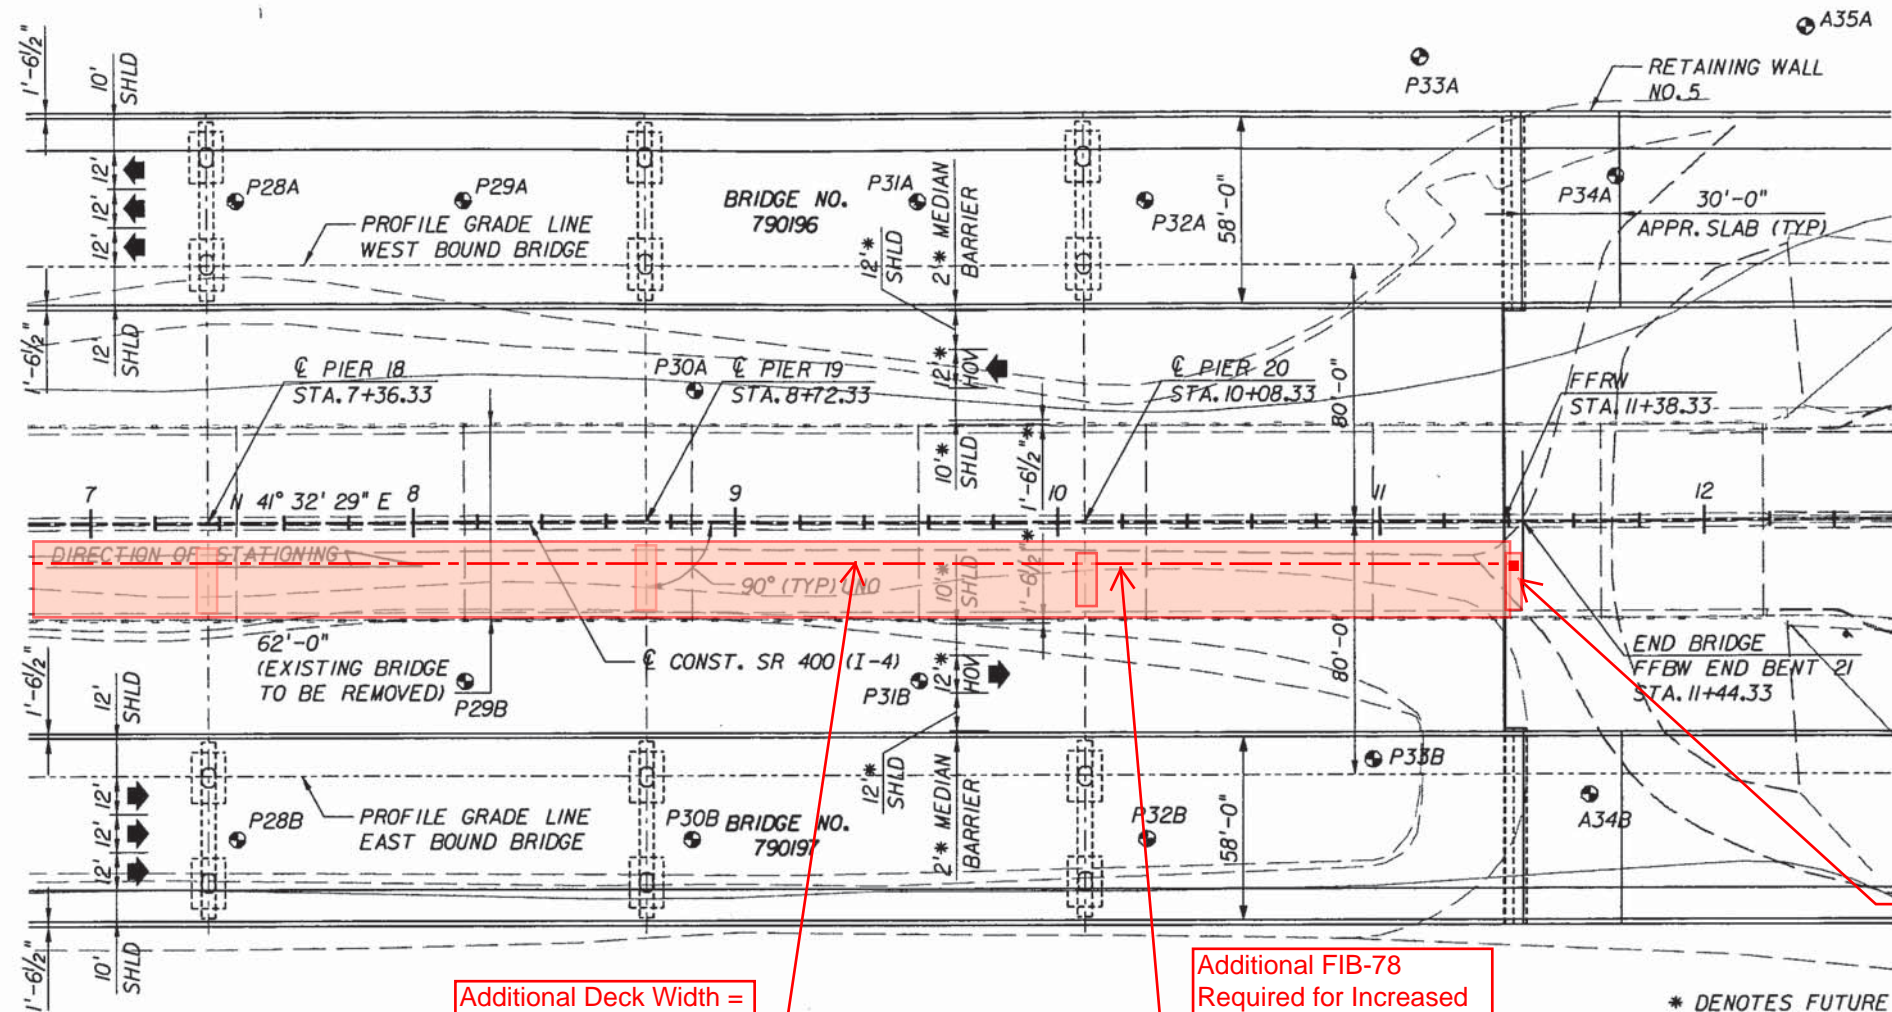 A35A
P33A
RETAINING WALL
NO.5
1'-6½"
10'
SHLD
12'
12'
12'
P28A
P29A
PROFILE GRADE LINE
WEST BOUND BRIDGE
BRIDGE NO.
790196
P31A
12'*
SHLD
2'* MEDIAN
BARRIER
P32A
58'-0"
P34A
30'-0"
APPR. SLAB (TYP)
1'-6½"
12'
SHLD
℄ PIER 18
STA. 7+36.33
P30A
℄ PIER 19
STA. 8+72.33
12'*
HOV
℄ PIER 20
STA. 10+08.33
80'-0"
FFRW
STA. 11+38.33
10'*
SHLD
1'-6½"*
7
N 41° 32' 29" E
8
9
10
11
12
DIRECTION OF STATIONING
90° (TYP) UNO
10'*
SHLD
1'-6½"*
62'-0"
(EXISTING BRIDGE
TO BE REMOVED)
P29B
℄ CONST. SR 400 (I-4)
P31B
12'*
HOV
80'-0"
END BRIDGE
FFBW END BENT 21
STA. 11+44.33
1'-6½"
12'
SHLD
12'
12'
12'
P28B
PROFILE GRADE LINE
EAST BOUND BRIDGE
P30B
BRIDGE NO.
790197
12'*
SHLD
2'* MEDIAN
BARRIER
P32B
58'-0"
P33B
A34B
1'-6½"
10'
SHLD
Additional Deck Width =
Additional FIB-78
Required for Increased
* DENOTES FUTURE